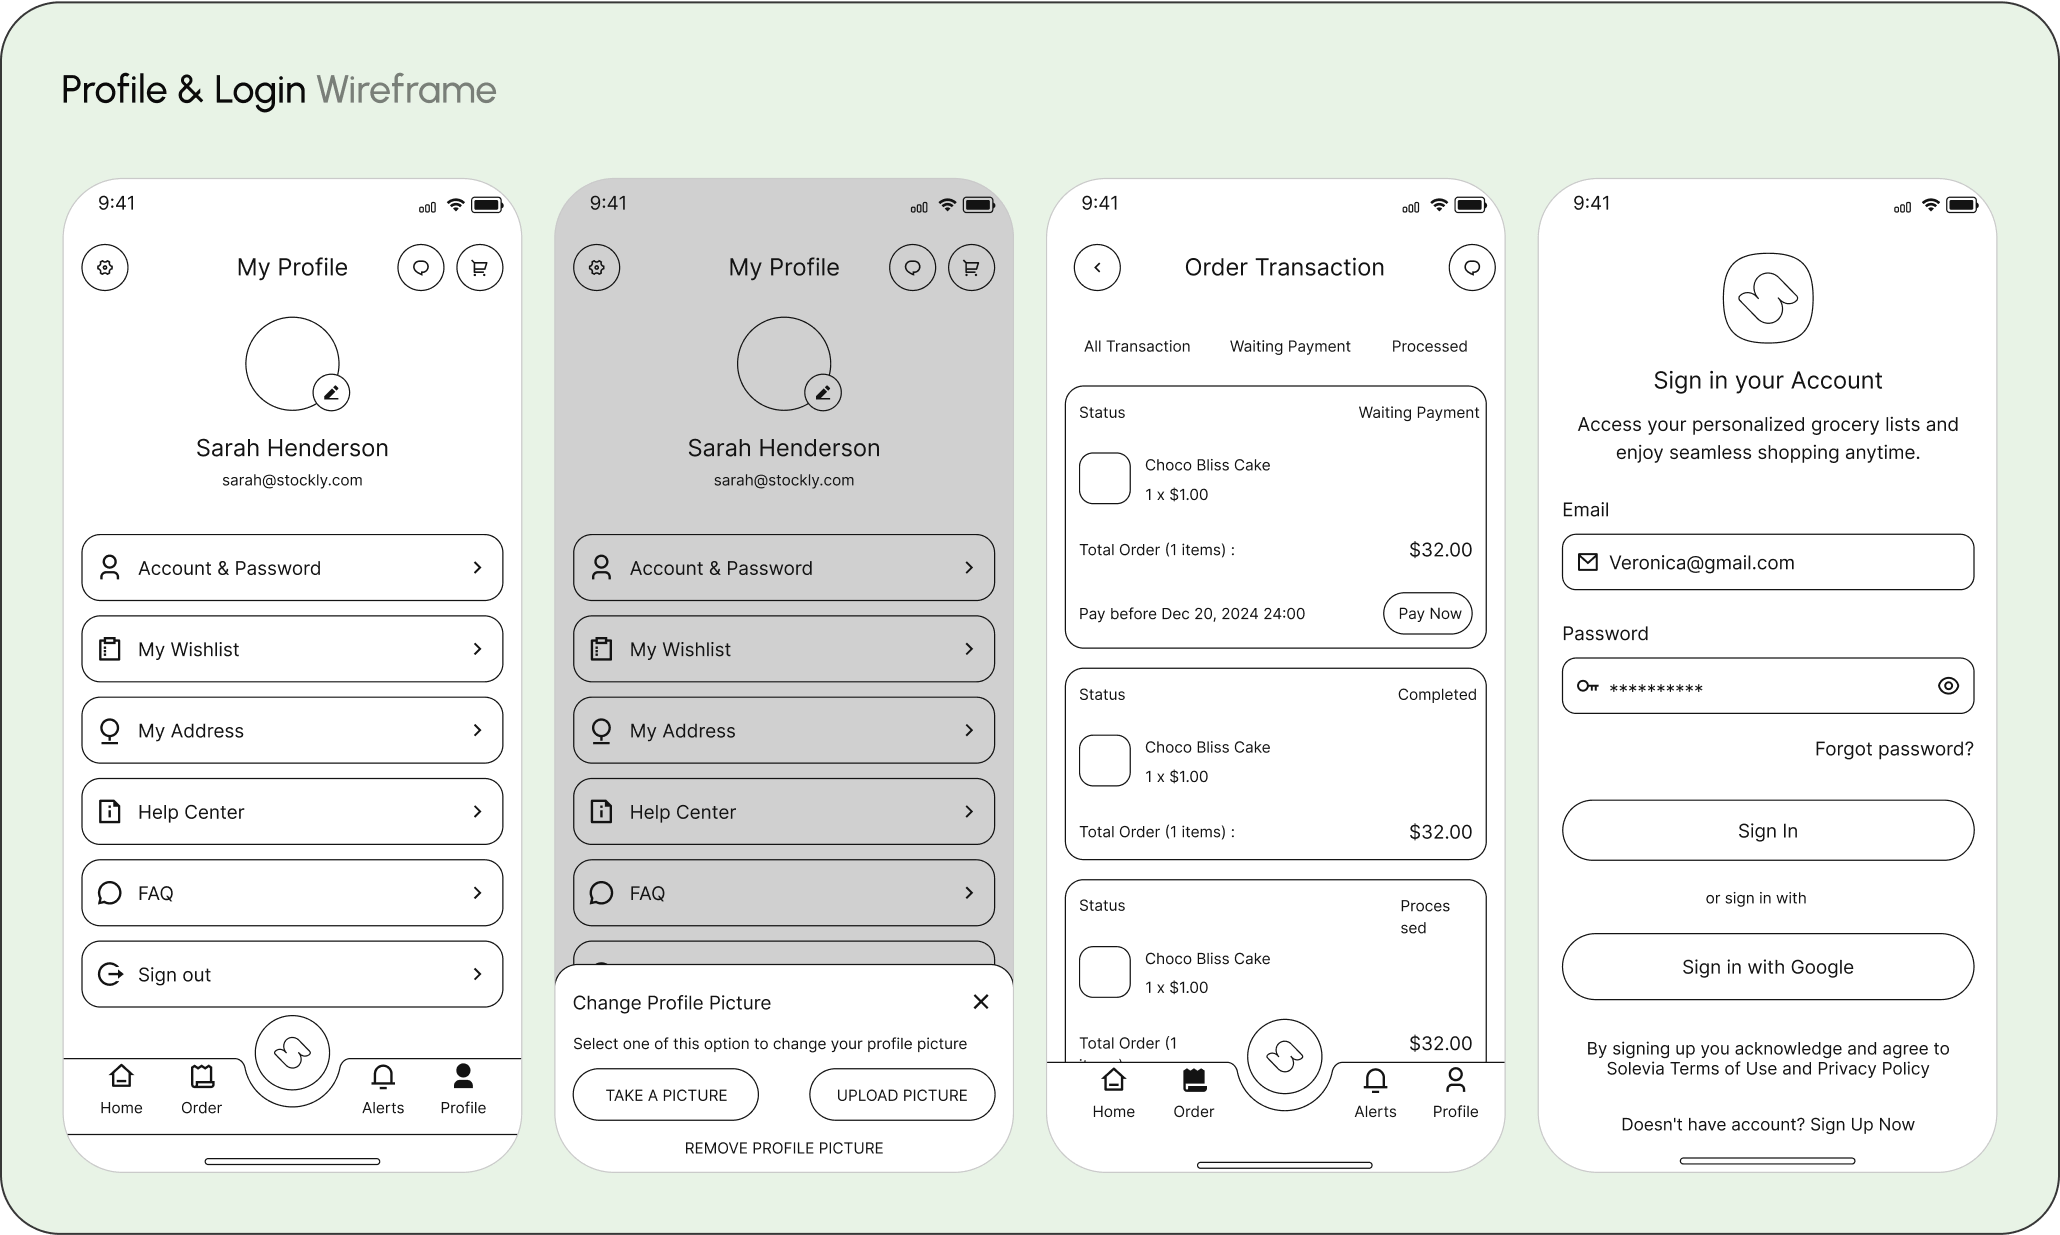 Profile & Login Wireframe
9:41
My Profile
Sarah Henderson
sarah@stockly.com
Account & Password
My Wishlist
My Address
Help Center
FAQ
Sign out
Home
Order
Alerts
Profile
9:41
My Profile
Sarah Henderson
sarah@stockly.com
Account & Password
My Wishlist
My Address
Help Center
FAQ
Change Profile Picture
Select one of this option to change your profile picture
TAKE A PICTURE
UPLOAD PICTURE
REMOVE PROFILE PICTURE
9:41
Order Transaction
All Transaction
Waiting Payment
Processed
Status
Waiting Payment
Choco Bliss Cake
1 x $1.00
Total Order (1 items) :
$32.00
Pay before Dec 20, 2024 24:00
Pay Now
Status
Completed
Choco Bliss Cake
1 x $1.00
Total Order (1 items) :
$32.00
Status
Proces
sed
Choco Bliss Cake
1 x $1.00
Total Order (1
$32.00
Home
Order
Alerts
Profile
9:41
Sign in your Account
Access your personalized grocery lists and
enjoy seamless shopping anytime.
Email
Veronica@gmail.com
Password
**********
Forgot password?
Sign In
or sign in with
Sign in with Google
By signing up you acknowledge and agree to
Solevia Terms of Use and Privacy Policy
Doesn't have account? Sign Up Now